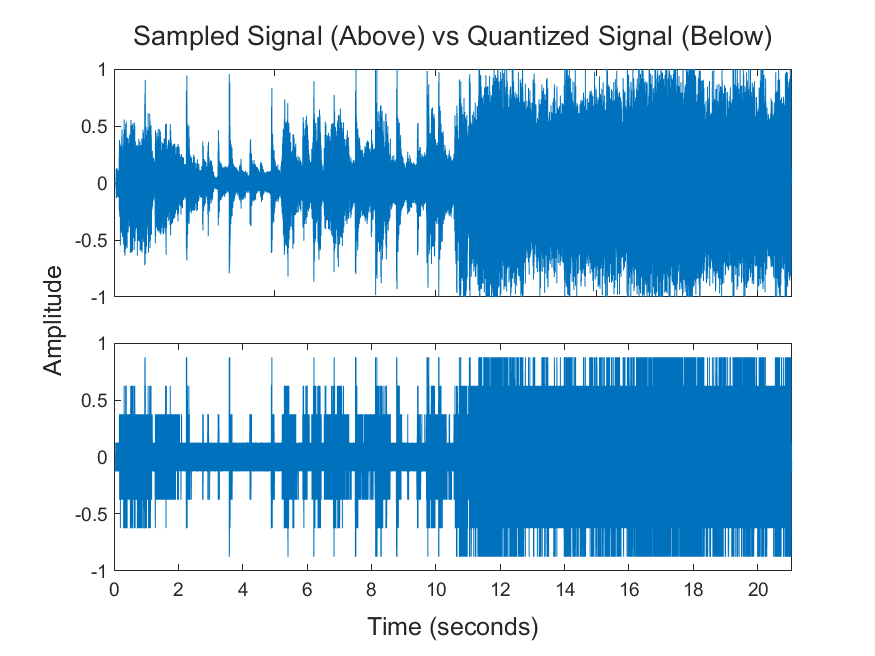 Sampled Signal (Above) vs Quantized Signal (Below)
1
0.5
0
-0.5
-1
Amplitude
1
0.5
0
-0.5
-1
0 2 4 6 8 10 12 14 16 18 20
Time (seconds)